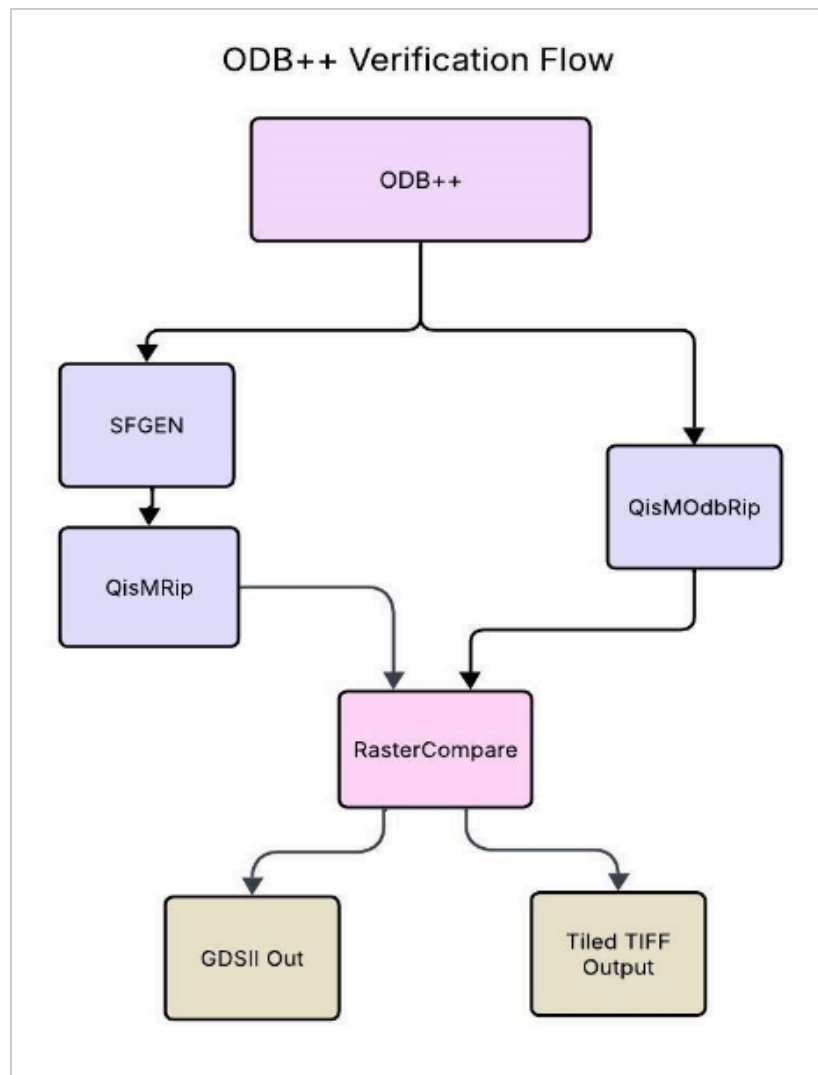 ODB++ Verification Flow
ODB++
SFGEN
QisMOdbRip
QisMRip
RasterCompare
GDSII Out
Tiled TIFF
Output